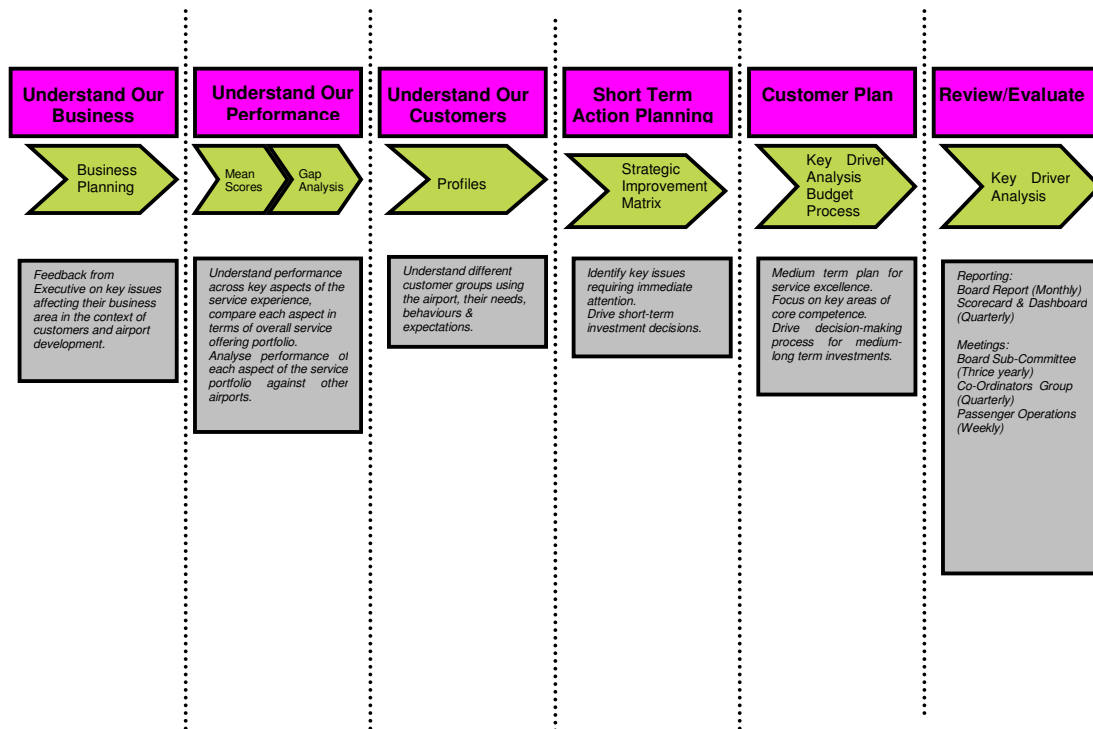 Understand Our
Business
Understand Our
Performance
Understand Our
Customers
Short Term
Action Planning
Customer Plan
Review/Evaluate
Business
Planning
Mean
Scores
Gap
Analysis
Profiles
Strategic
Improvement
Matrix
Key Driver
Analysis
Budget
Process
Key Driver
Analysis
Feedback from
Executive on key issues
affecting their business
area in the context of
customers and airport
development.
Understand performance
across key aspects of the
service experience,
compare each aspect in
terms of overall service
offering portfolio.
Analyse performance of
each aspect of the service
portfolio against other
airports.
Understand different
customer groups using
the airport, their needs,
behaviours &
expectations.
Identify key issues
requiring immediate
attention.
Drive short-term
investment decisions.
Medium term plan for
service excellence.
Focus on key areas of
core competence.
Drive decision-making
process for medium-
long term investments.
Reporting:
Board Report (Monthly)
Scorecard & Dashboard
(Quarterly)
Meetings:
Board Sub-Committee
(Thrice yearly)
Co-Ordinators Group
(Quarterly)
Passenger Operations
(Weekly)